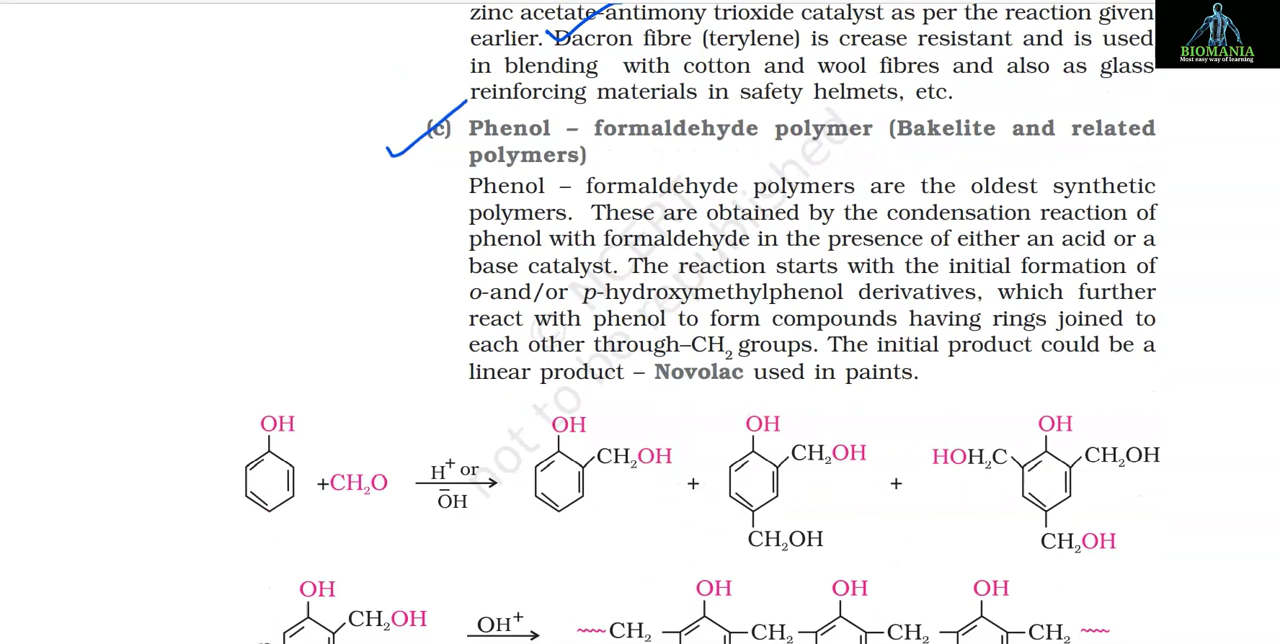 zinc acetate-antimony trioxide catalyst as per the reaction given
earlier. Dacron fibre (terylene) is crease resistant and is used
in blending with cotton and wool fibres and also as glass
reinforcing materials in safety helmets, etc.
BIOMANIA
Most easy way of learning
(c) Phenol – formaldehyde polymer (Bakelite and related
polymers)
Phenol – formaldehyde polymers are the oldest synthetic
polymers. These are obtained by the condensation reaction of
phenol with formaldehyde in the presence of either an acid or a
base catalyst. The reaction starts with the initial formation of
o-and/or p-hydroxymethylphenol derivatives, which further
react with phenol to form compounds having rings joined to
each other through–CH₂ groups. The initial product could be a
linear product – Novolac used in paints.
© NCERT
not to be republished
OH OH OH OH
+CH₂O H⁺ or O̅H CH₂OH + CH₂OH + HOH₂C CH₂OH
CH₂OH CH₂OH
OH OH OH OH
CH₂OH OH⁺ CH₂ CH₂ CH₂ CH₂